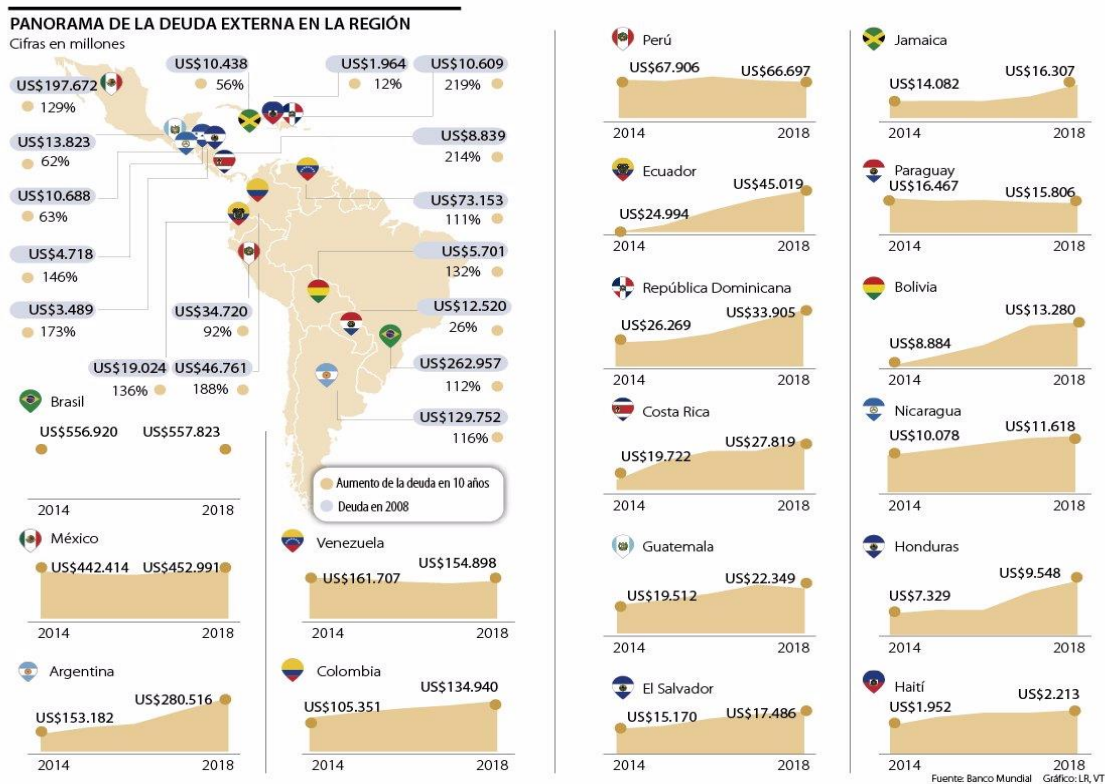 PANORAMA DE LA DEUDA EXTERNA EN LA REGIÓN
Cifras en millones
US$197.672
129%
US$13.823
62%
US$10.688
63%
US$4.718
146%
US$3.489
173%
US$10.438
56%
US$1.964
12%
US$10.609
219%
US$8.839
214%
US$73.153
111%
US$5.701
132%
US$12.520
26%
US$262.957
112%
US$129.752
116%
US$34.720
92%
US$19.024
136%
US$46.761
188%
Aumento de la deuda en 10 años
Deuda en 2008
Brasil
US$556.920 US$557.823
2014 2018
México
US$442.414 US$452.991
2014 2018
Argentina
US$153.182 US$280.516
2014 2018
Venezuela
US$161.707 US$154.898
2014 2018
Colombia
US$105.351 US$134.940
2014 2018
Perú
US$67.906 US$66.697
2014 2018
Ecuador
US$24.994 US$45.019
2014 2018
República Dominicana
US$26.269 US$33.905
2014 2018
Costa Rica
US$19.722 US$27.819
2014 2018
Guatemala
US$19.512 US$22.349
2014 2018
El Salvador
US$15.170 US$17.486
2014 2018
Jamaica
US$14.082 US$16.307
2014 2018
Paraguay
US$16.467 US$15.806
2014 2018
Bolivia
US$8.884 US$13.280
2014 2018
Nicaragua
US$10.078 US$11.618
2014 2018
Honduras
US$7.329 US$9.548
2014 2018
Haití
US$1.952 US$2.213
2014 2018
Fuente: Banco Mundial Gráfico: LR, VT